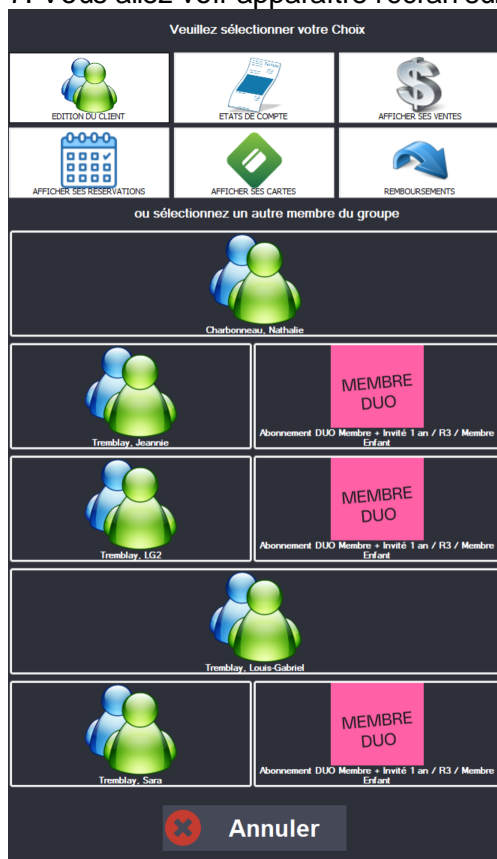 Veuillez sélectionner votre Choix
EDITION DU CLIENT
ETATS DE COMPTE
AFFICHER SES VENTES
AFFICHER SES RESERVATIONS
AFFICHER SES CARTES
REMBOURSEMENTS
ou sélectionnez un autre membre du groupe
Charbonneau, Nathalie
Tremblay, Jeannie
MEMBRE
DUO
Abonnement DUO Membre + Invité 1 an / R3 / Membre
Enfant
Tremblay, LG2
MEMBRE
DUO
Abonnement DUO Membre + Invité 1 an / R3 / Membre
Enfant
Tremblay, Louis-Gabriel
Tremblay, Sara
MEMBRE
DUO
Abonnement DUO Membre + Invité 1 an / R3 / Membre
Enfant
Annuler